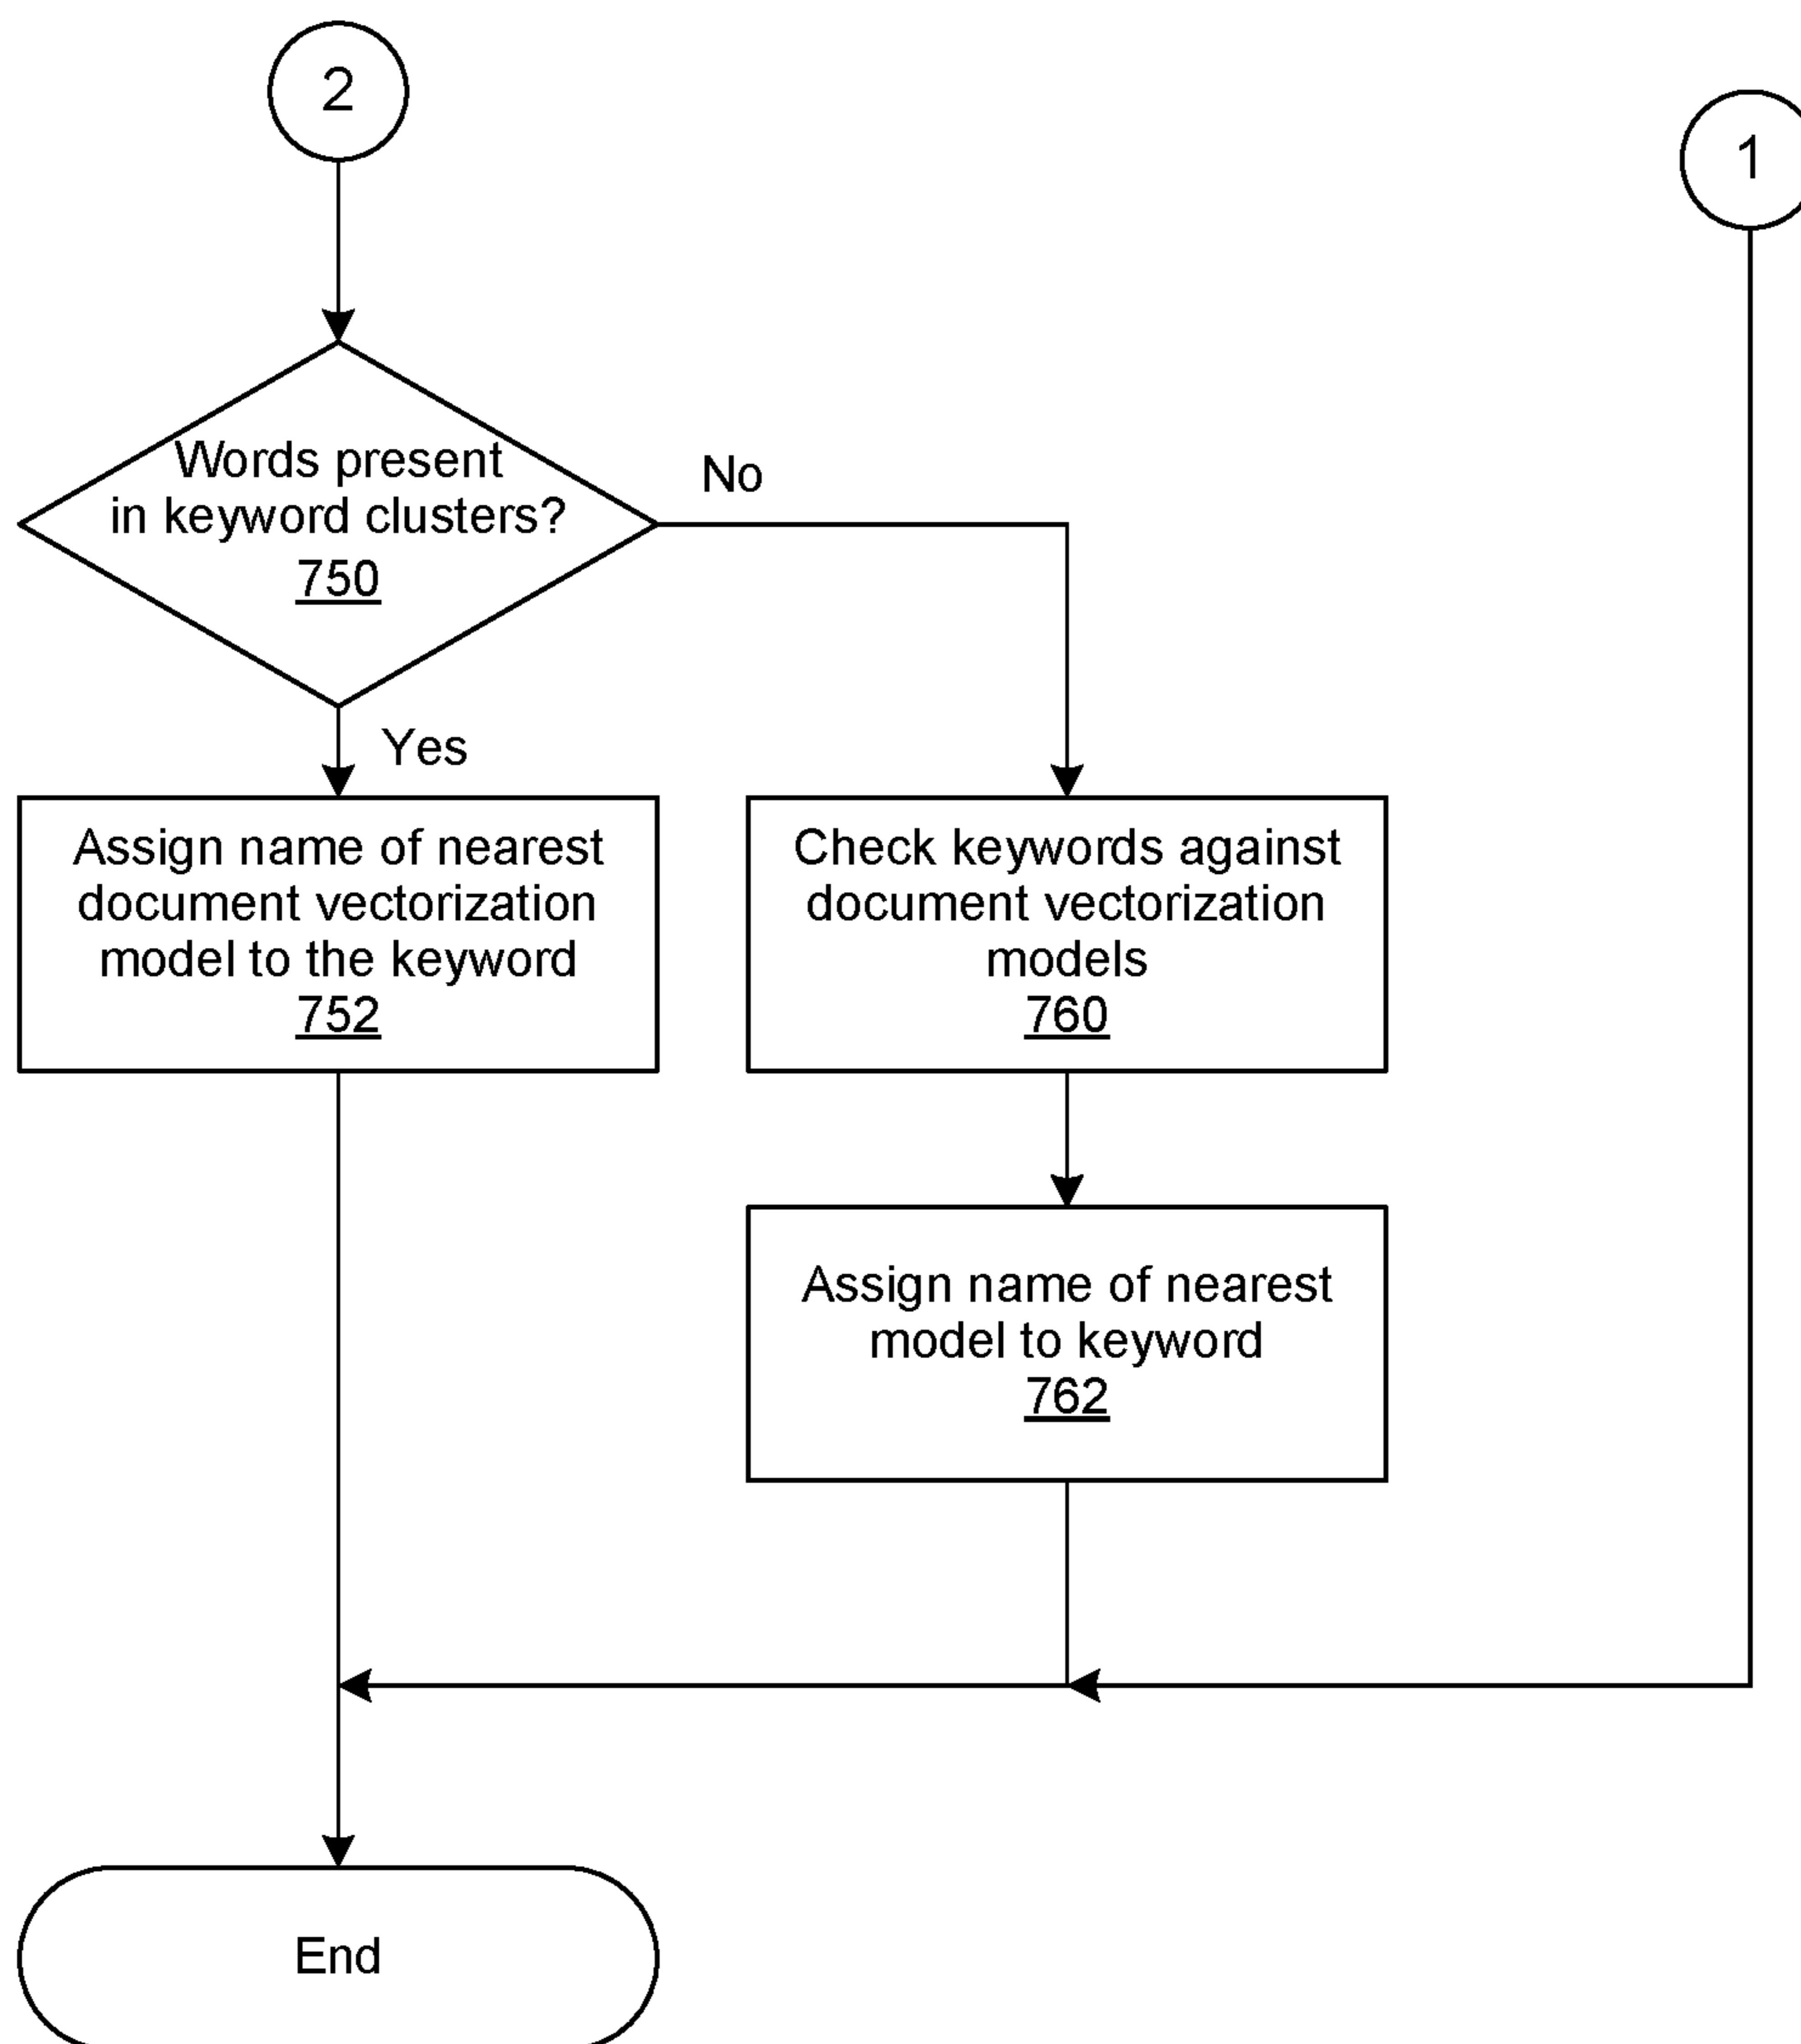 2
1
Words present
in keyword clusters?
750
No
Yes
Assign name of nearest
document vectorization
model to the keyword
752
Check keywords against
document vectorization
models
760
Assign name of nearest
model to keyword
762
End